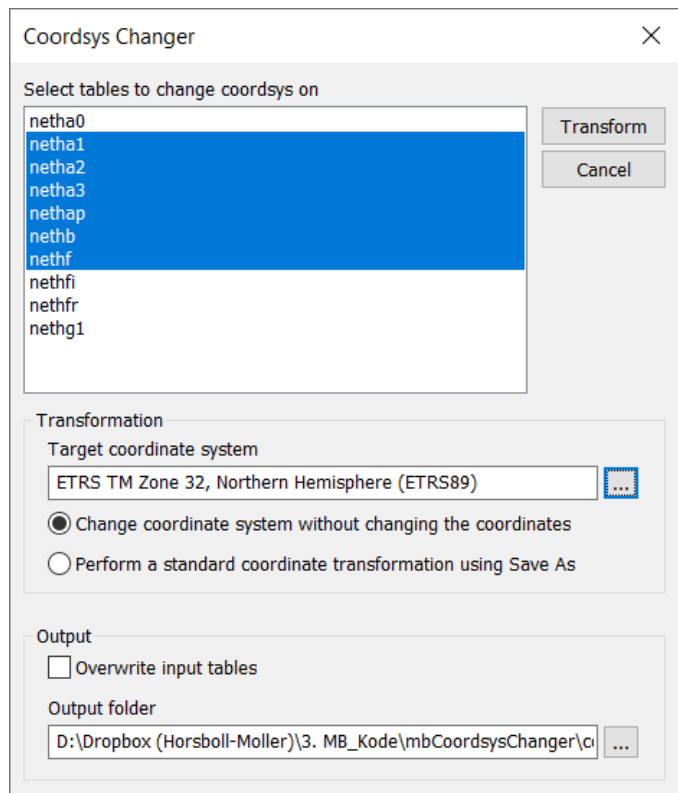 Coordsys Changer
Select tables to change coordsys on
netha0
netha1
netha2
netha3
nethap
nethb
nethf
nethfi
nethfr
nethg1
Transform
Cancel
Transformation
Target coordinate system
ETRS TM Zone 32, Northern Hemisphere (ETRS89)
...
Change coordinate system without changing the coordinates
Perform a standard coordinate transformation using Save As
Output
Overwrite input tables
Output folder
D:\Dropbox (Horsboll-Moller)\3. MB_Kode\mbCoordsysChanger\
...